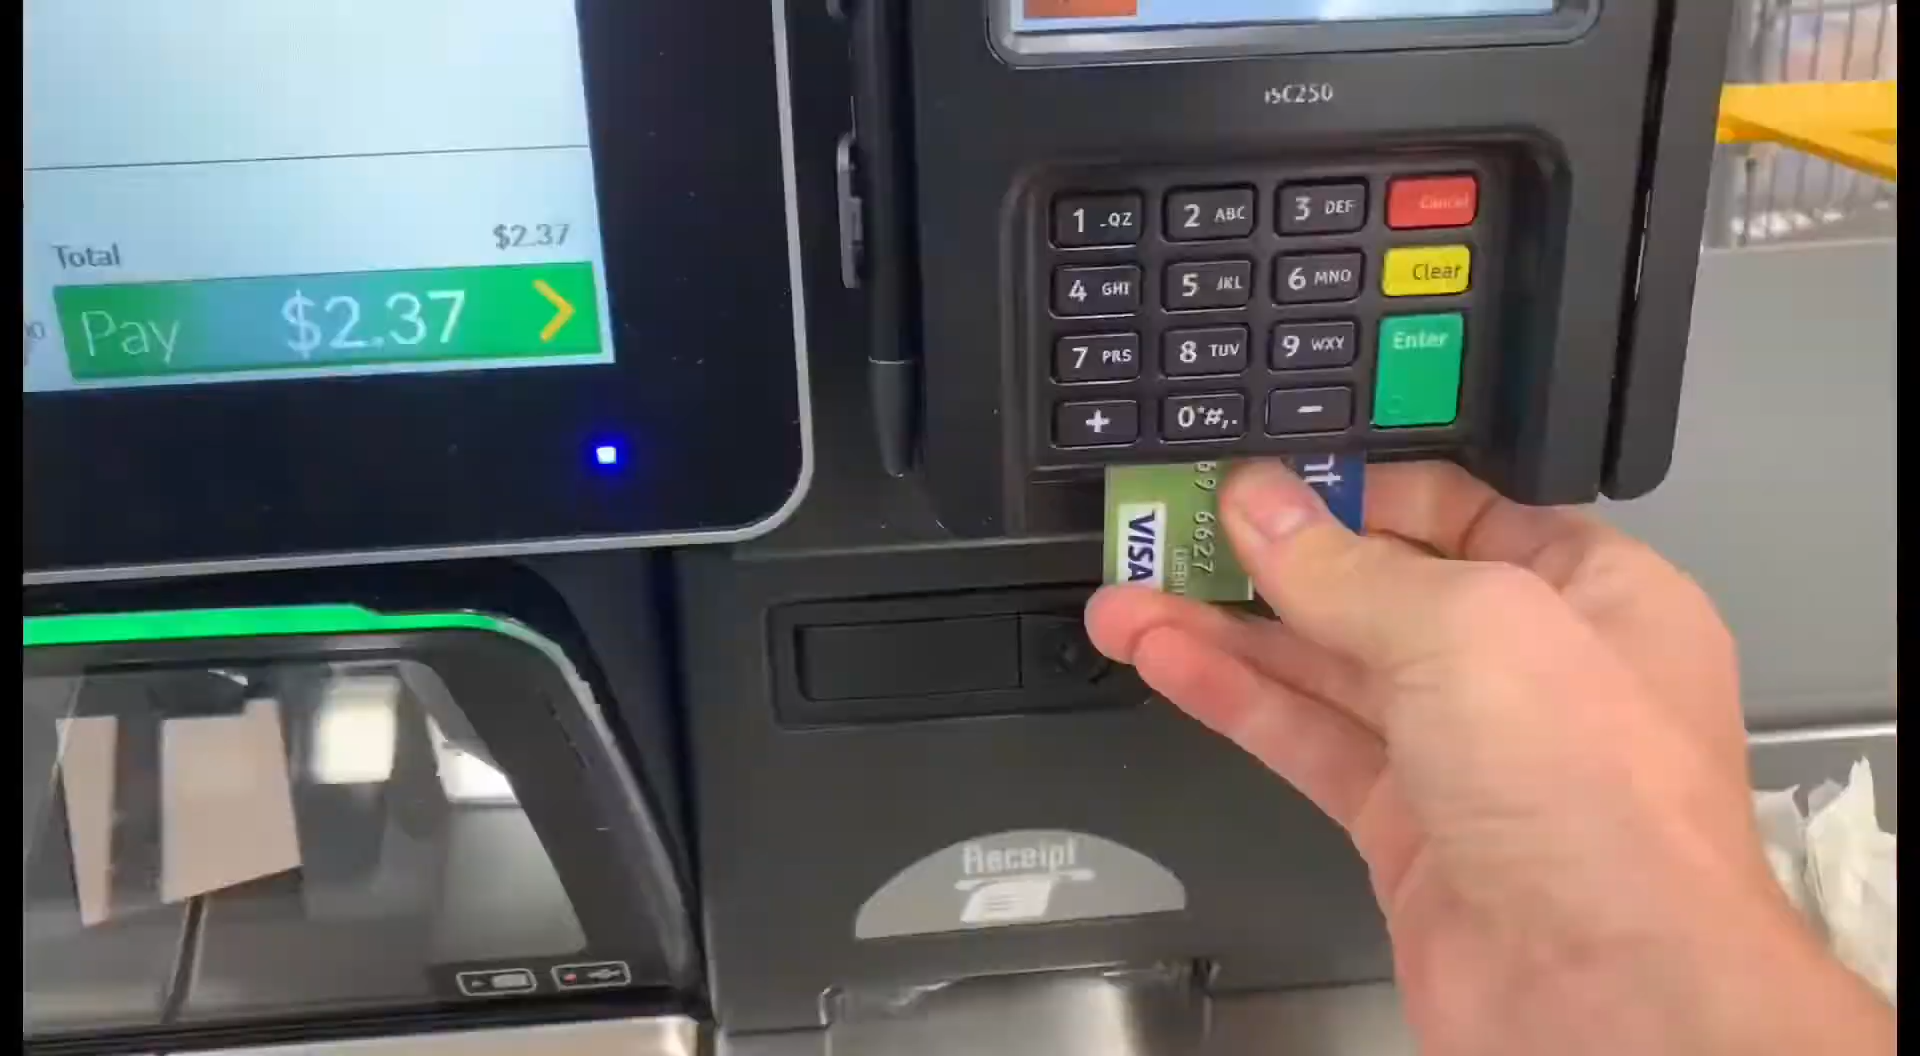 Total $2.37
Pay $2.37
iSC250
1 -QZ 2 ABC 3 DEF Cancel
4 GHI 5 JKL 6 MNO Clear
7 PRS 8 TUV 9 WXY Enter
+ 0*#,. -
69 6627
VISA
DEBIT
Receipt